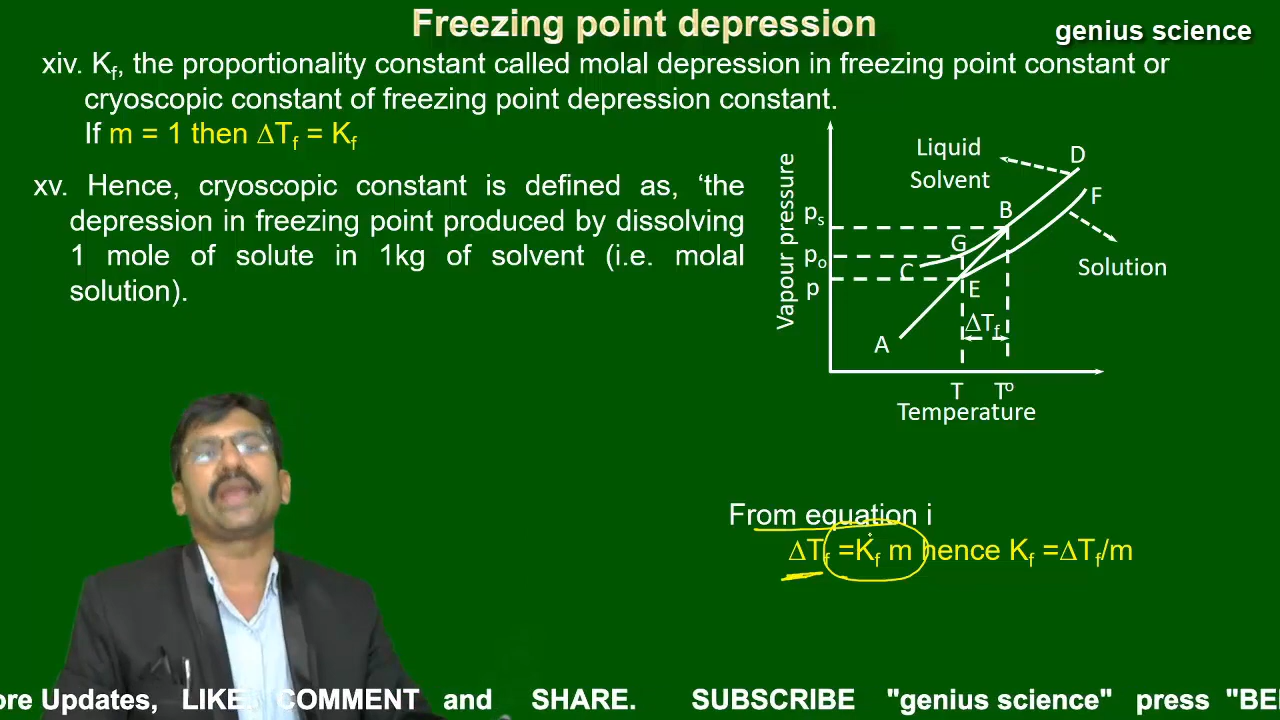 Freezing point depression
genius science
xiv. Kf, the proportionality constant called molal depression in freezing point constant or
cryoscopic constant of freezing point depression constant.
If m = 1 then ΔTf = Kf
xv. Hence, cryoscopic constant is defined as, ‘the
depression in freezing point produced by dissolving
1 mole of solute in 1kg of solvent (i.e. molal
solution).
Vapour pressure
Liquid
Solvent
D
F
B
ps
G
po
C
p
E
Solution
ΔTf
A
T
To
Temperature
From equation i
ΔTf =Kf m hence Kf =ΔTf/m
ore Updates, LIKE, COMMENT and SHARE. SUBSCRIBE "genius science" press "BE